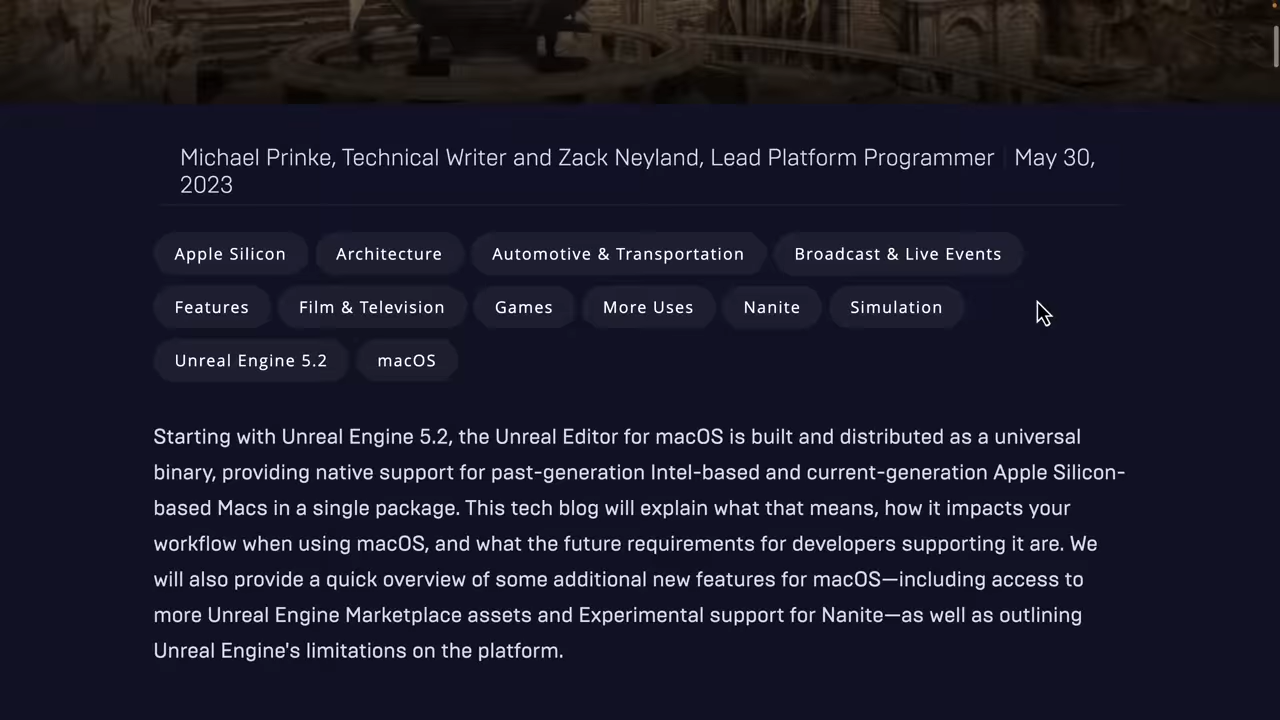 Michael Prinke, Technical Writer and Zack Neyland, Lead Platform Programmer | May 30,
2023
Apple Silicon Architecture Automotive & Transportation Broadcast & Live Events
Features Film & Television Games More Uses Nanite Simulation
Unreal Engine 5.2 macOS
Starting with Unreal Engine 5.2, the Unreal Editor for macOS is built and distributed as a universal
binary, providing native support for past-generation Intel-based and current-generation Apple Silicon-
based Macs in a single package. This tech blog will explain what that means, how it impacts your
workflow when using macOS, and what the future requirements for developers supporting it are. We
will also provide a quick overview of some additional new features for macOS—including access to
more Unreal Engine Marketplace assets and Experimental support for Nanite—as well as outlining
Unreal Engine's limitations on the platform.